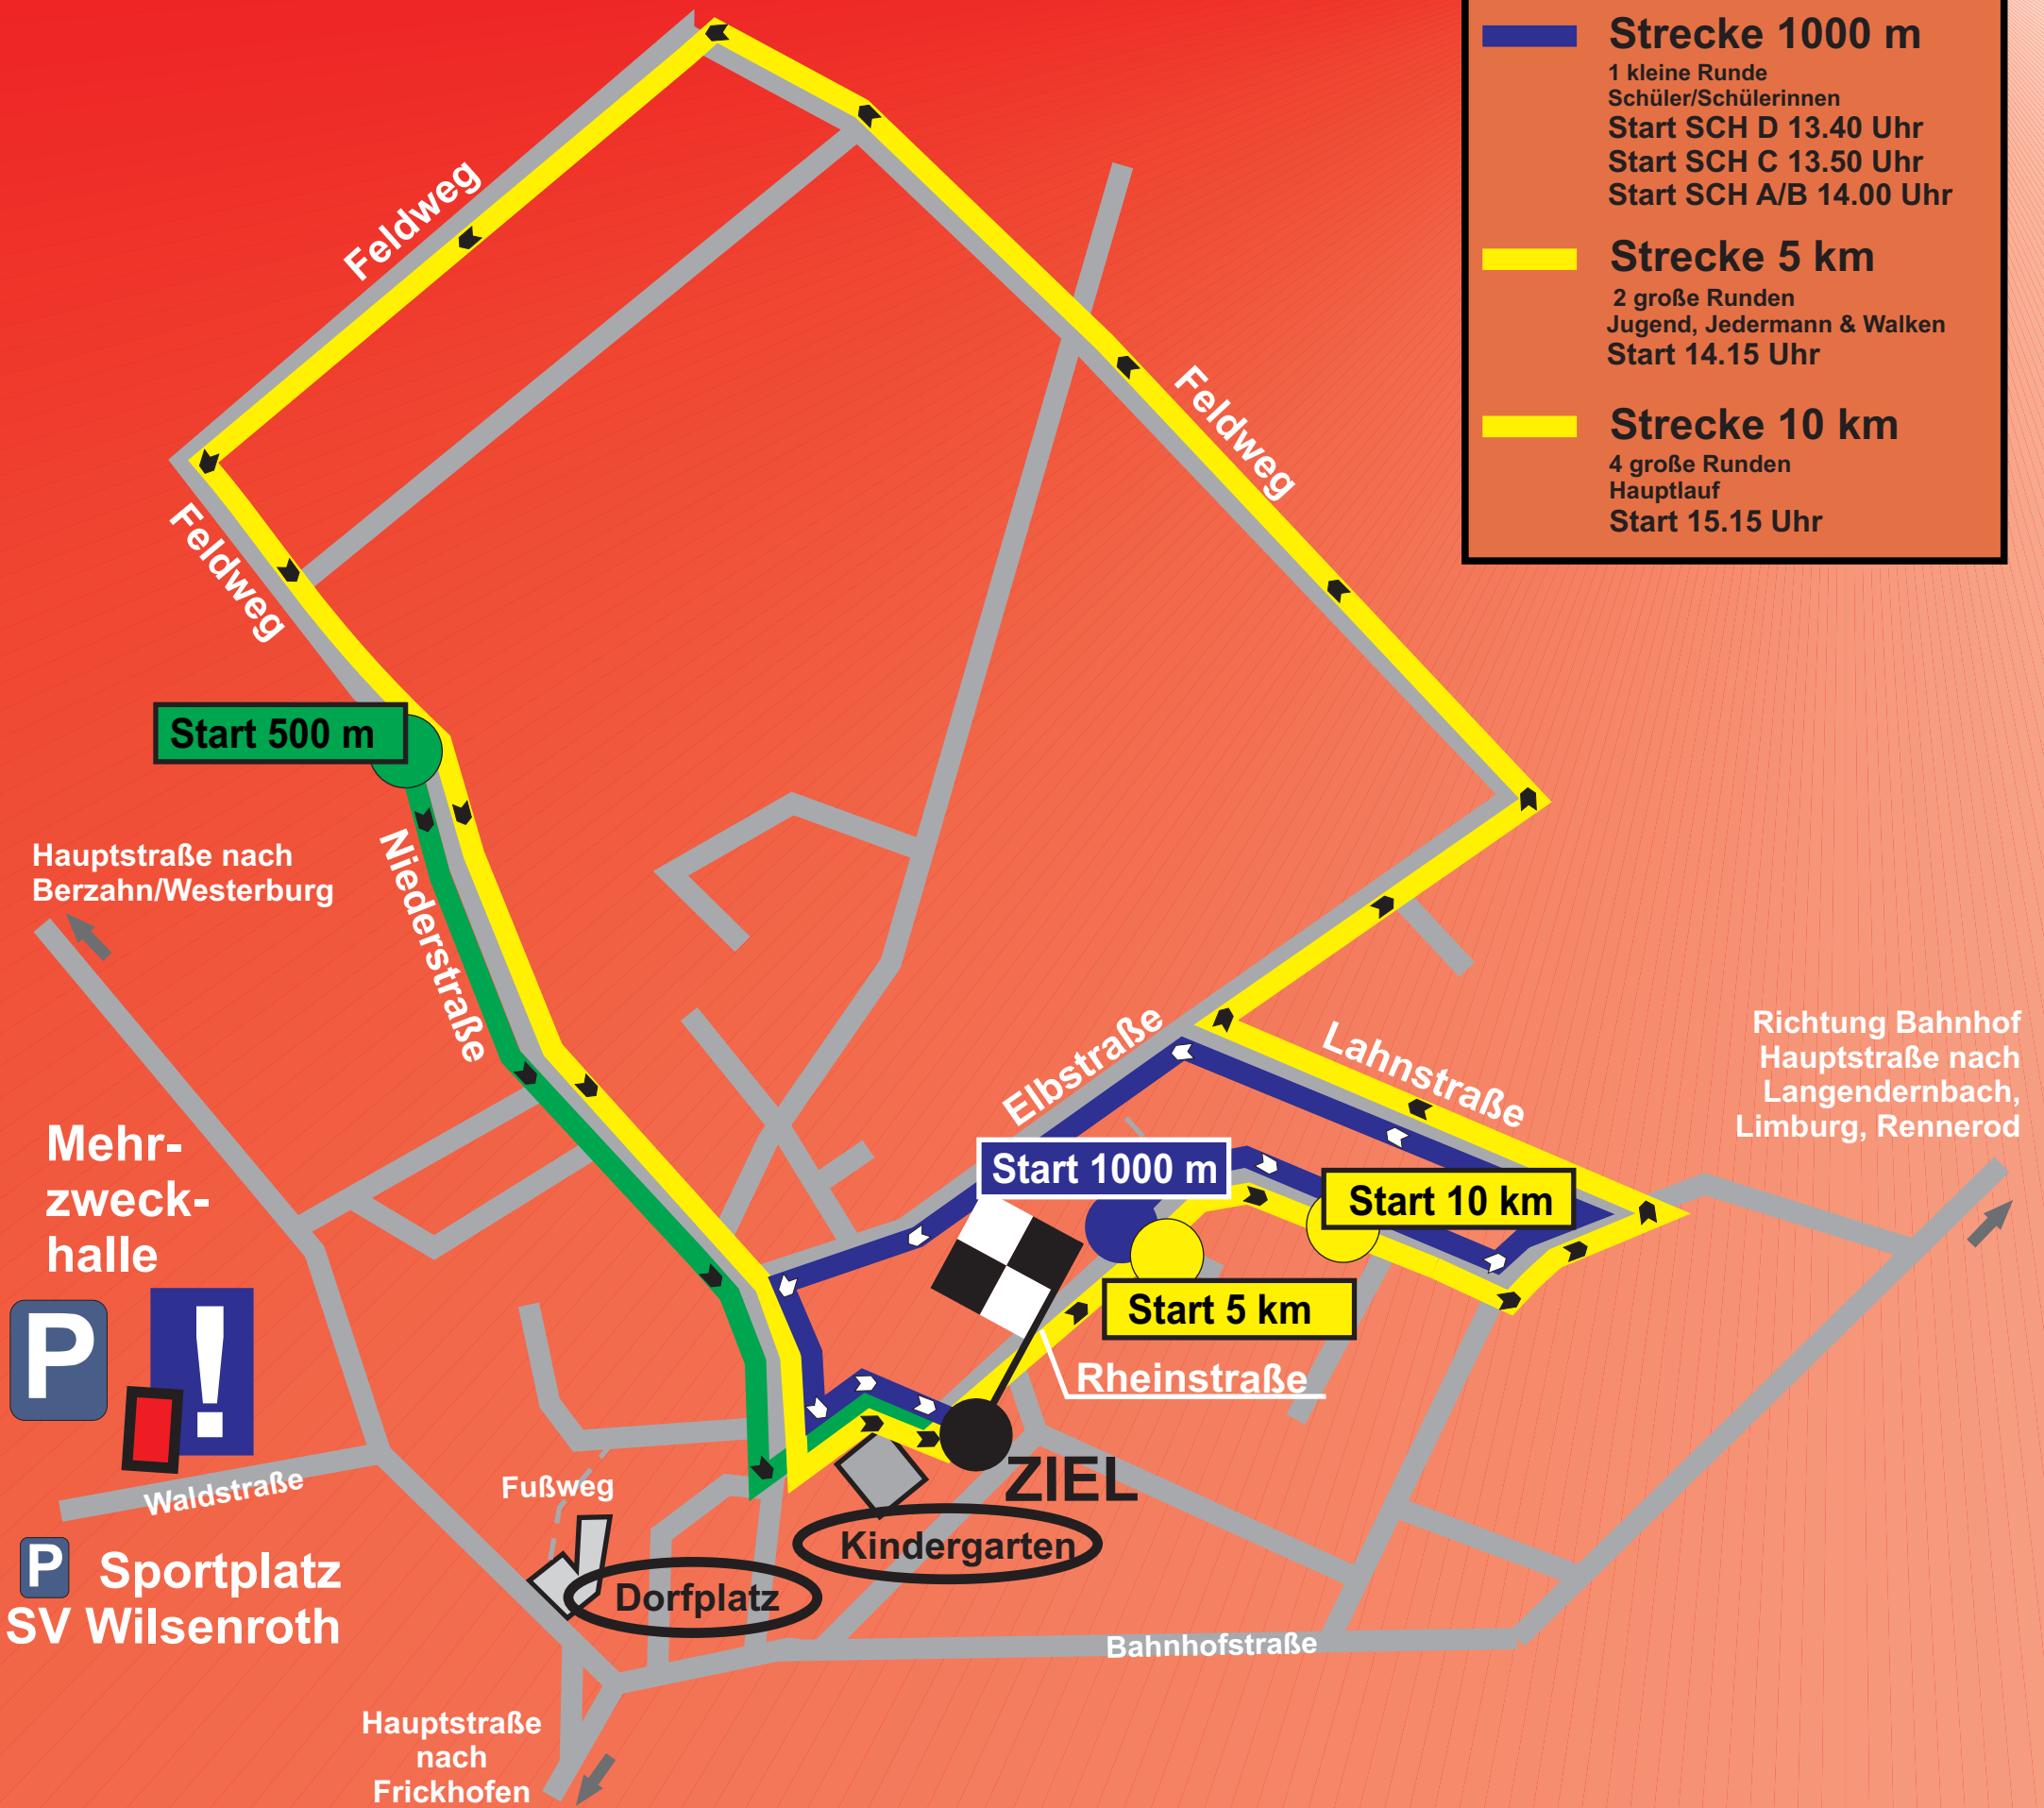 Strecke 1000 m
1 kleine Runde
Schüler/Schülerinnen
Start SCH D 13.40 Uhr
Start SCH C 13.50 Uhr
Start SCH A/B 14.00 Uhr
Strecke 5 km
2 große Runden
Jugend, Jedermann & Walken
Start 14.15 Uhr
Strecke 10 km
4 große Runden
Hauptlauf
Start 15.15 Uhr
Feldweg
Feldweg
Feldweg
Start 500 m
Niederstraße
Hauptstraße nach
Berzahn/Westerburg
Elbstraße
Lahnstraße
Richtung Bahnhof
Hauptstraße nach
Langendernbach,
Limburg, Rennerod
Start 1000 m
Start 10 km
Start 5 km
Rheinstraße
Mehr-
zweck-
halle
P
!
ZIEL
Waldstraße
Fußweg
Kindergarten
Dorfplatz
P Sportplatz
SV Wilsenroth
Bahnhofstraße
Hauptstraße
nach
Frickhofen